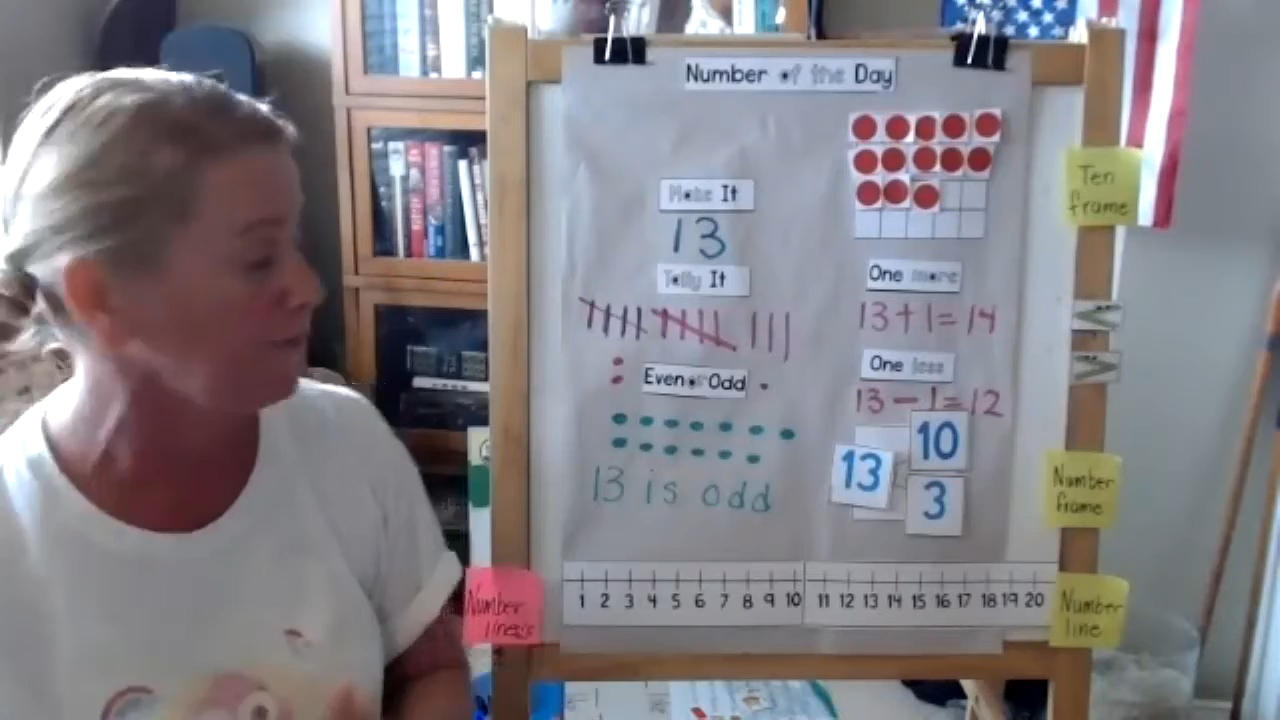 Number of the Day
Make It
13
Tally It
Even or Odd
13 is odd
One more
13+1=14
One less
13-1=12
13
10
3
Ten
frame
Number
frame
1 2 3 4 5 6 7 8 9 10 11 12 13 14 15 16 17 18 19 20
Number
Number
line